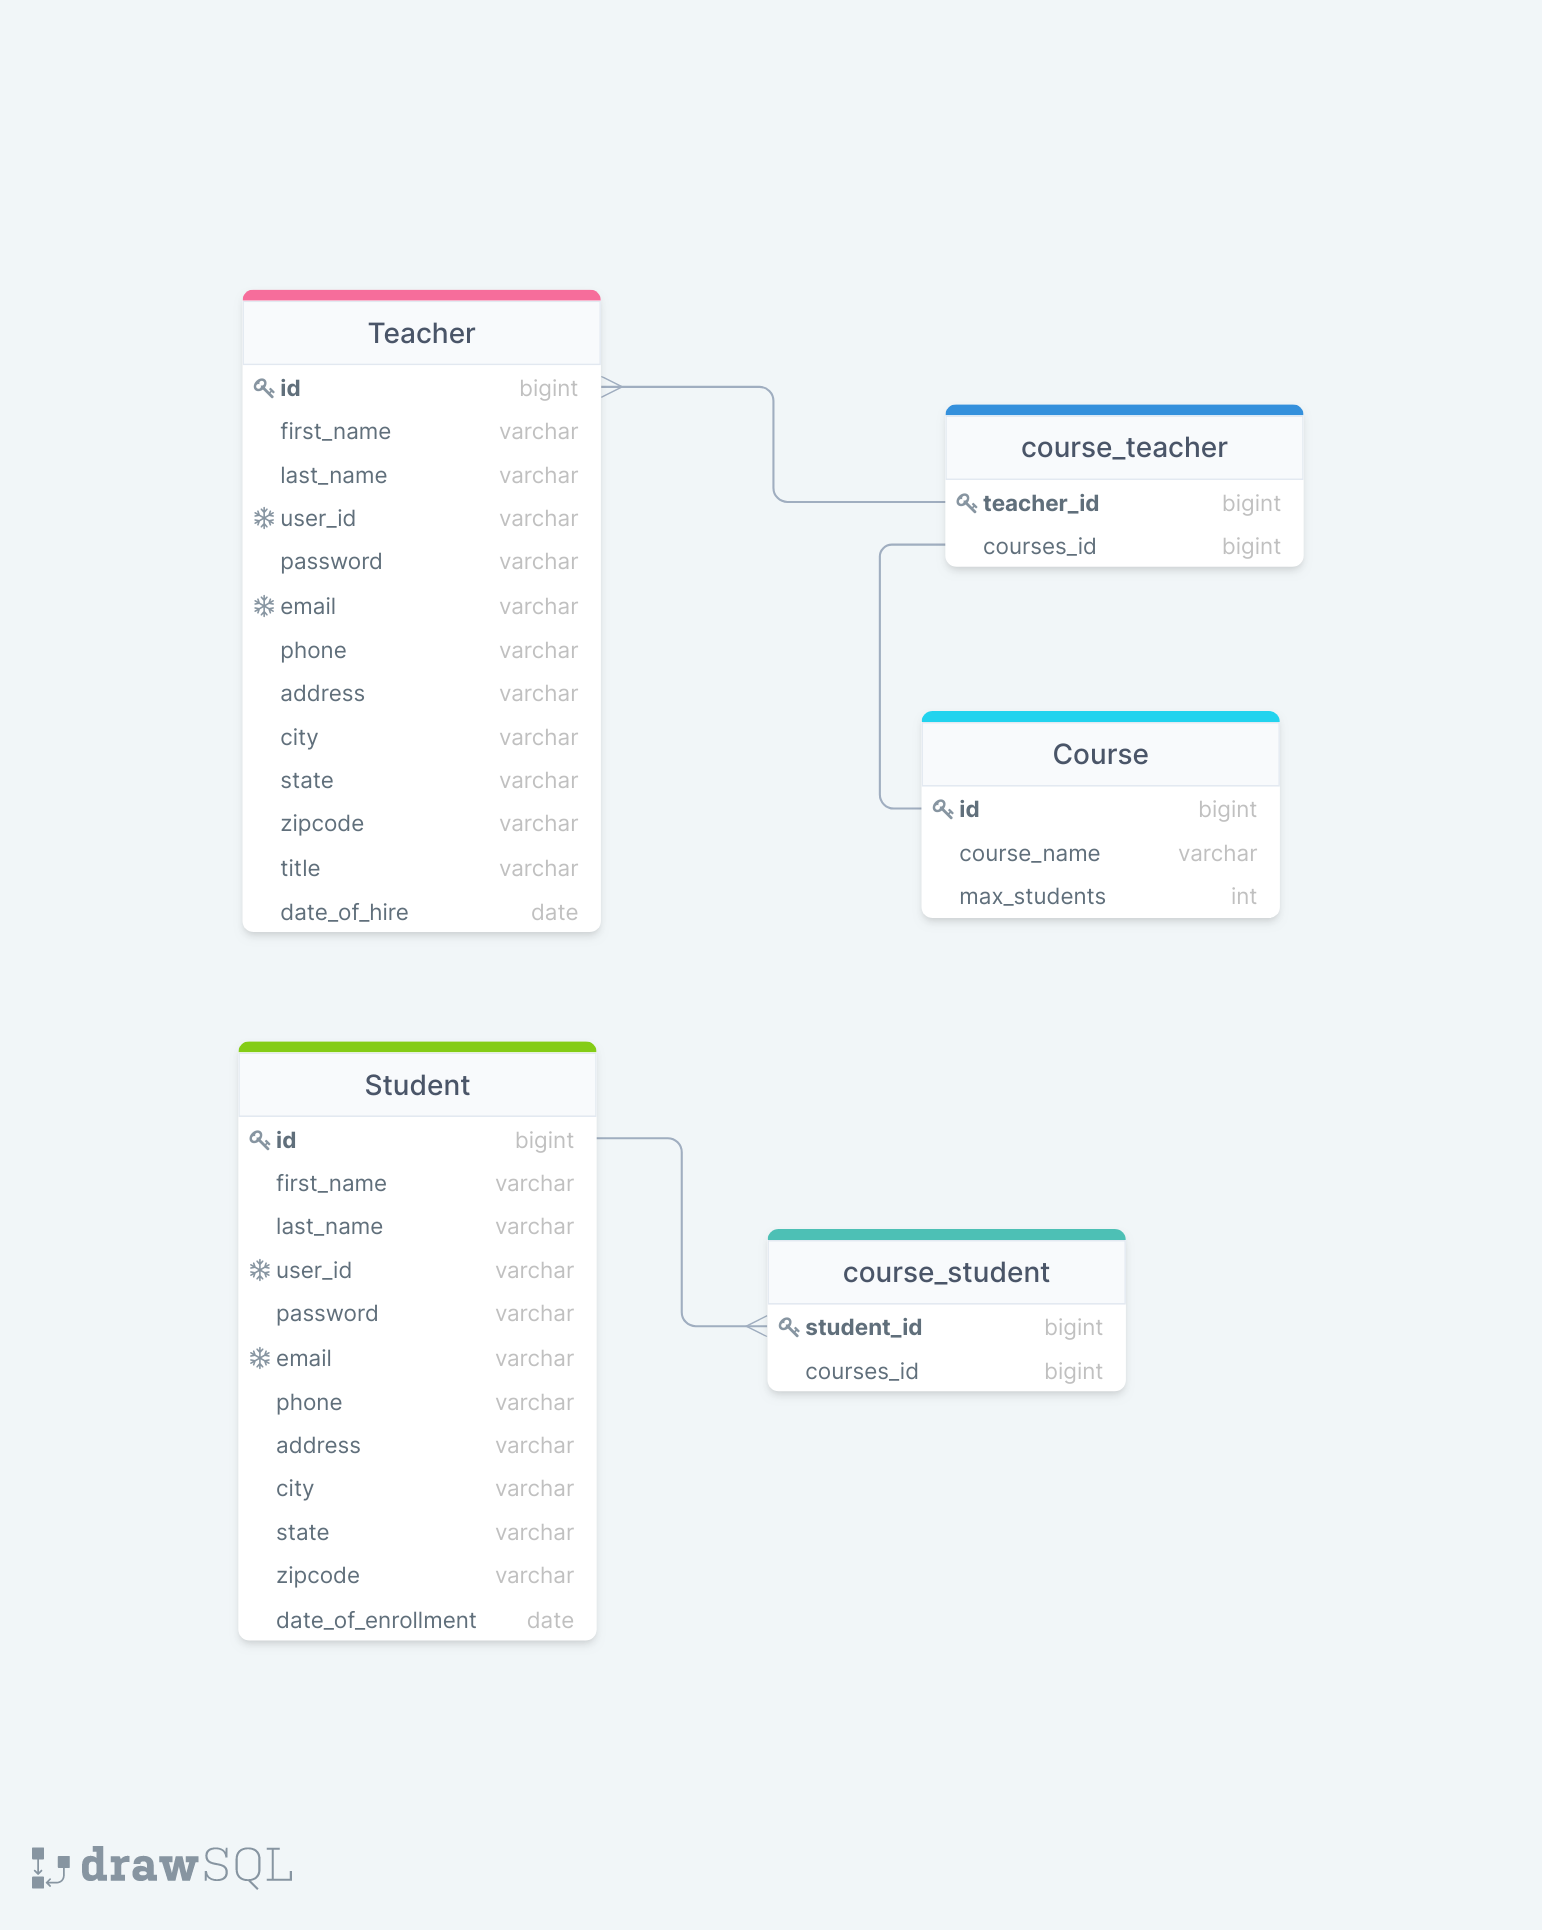 Teacher
id bigint
first_name varchar
last_name varchar
user_id varchar
password varchar
email varchar
phone varchar
address varchar
city varchar
state varchar
zipcode varchar
title varchar
date_of_hire date
course_teacher
teacher_id bigint
courses_id bigint
Course
id bigint
course_name varchar
max_students int
Student
id bigint
first_name varchar
last_name varchar
user_id varchar
password varchar
email varchar
phone varchar
address varchar
city varchar
state varchar
zipcode varchar
date_of_enrollment date
course_student
student_id bigint
courses_id bigint
drawSQL